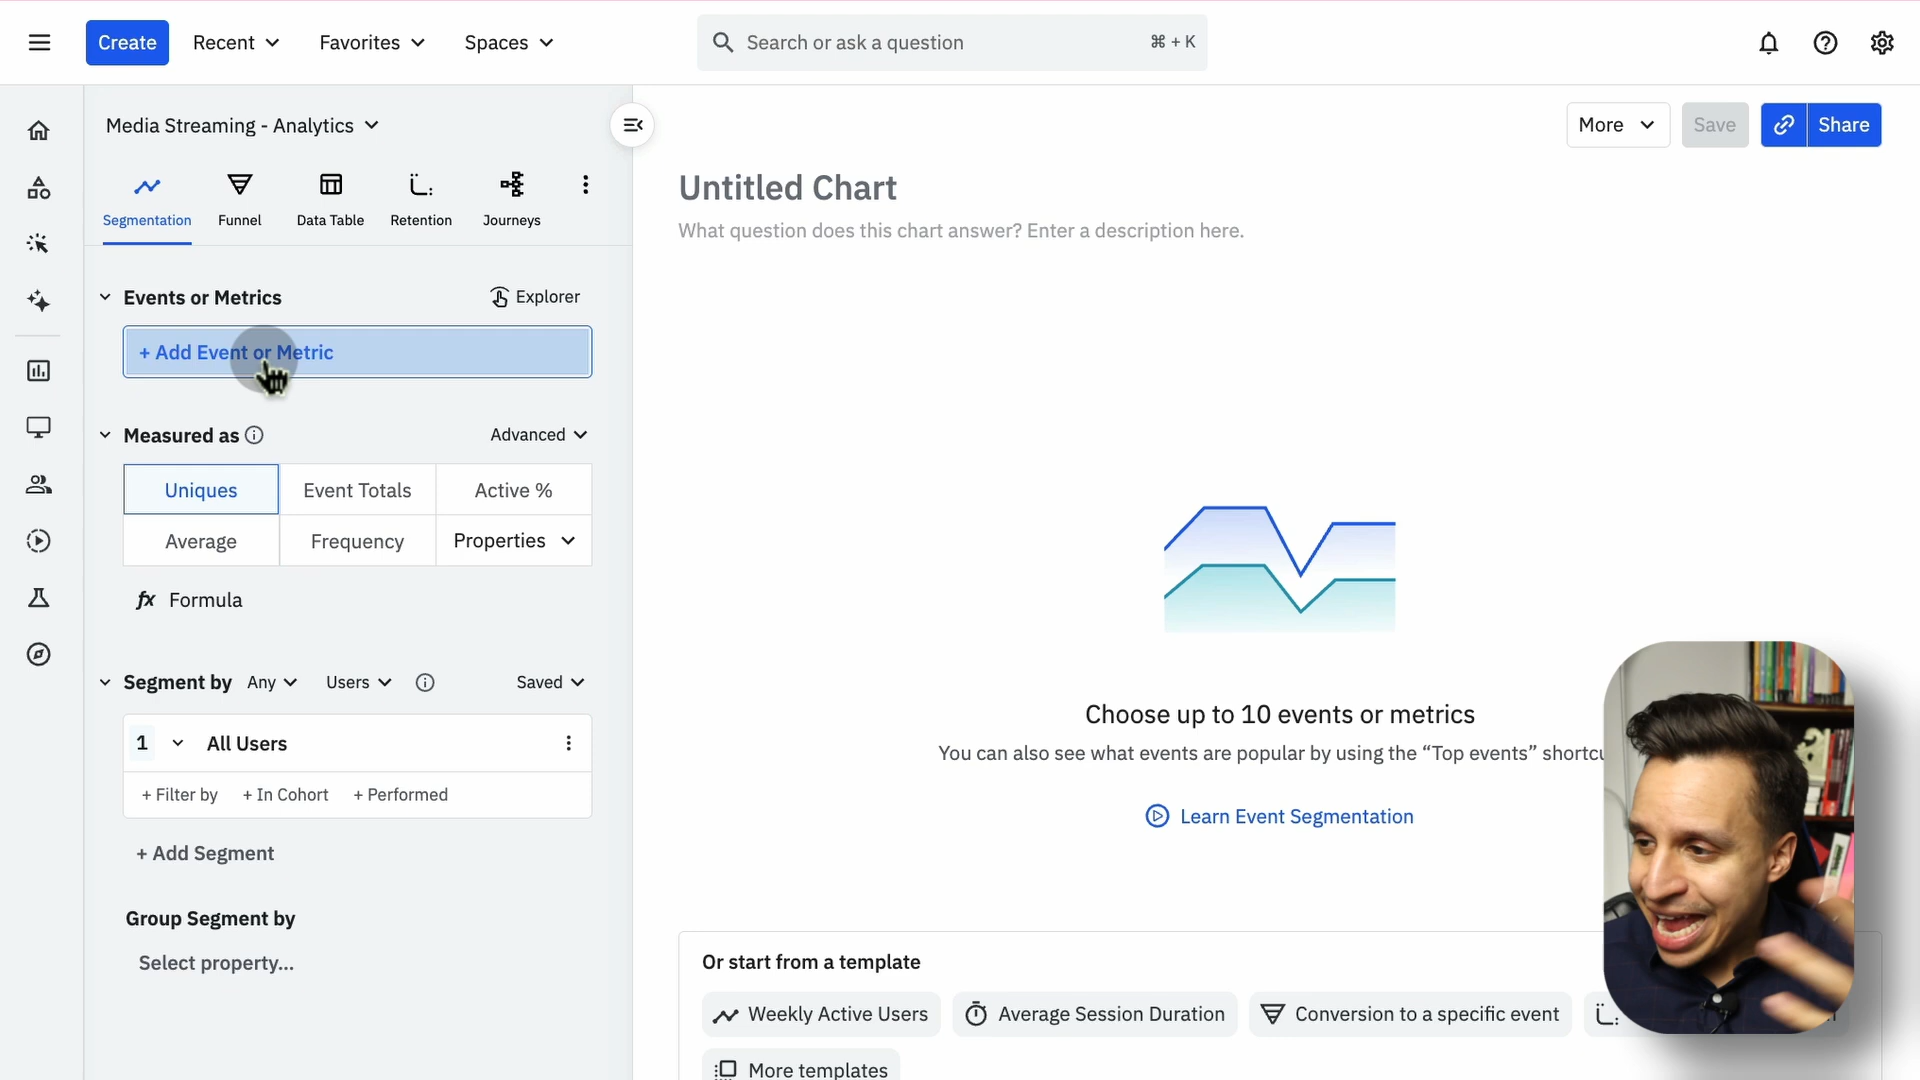 Create
Recent
Favorites
Spaces
Search or ask a question
⌘ + K
Media Streaming - Analytics
Segmentation
Funnel
Data Table
Retention
Journeys
Events or Metrics
Explorer
+ Add Event or Metric
Measured as
Advanced
Uniques
Event Totals
Active %
Average
Frequency
Properties
fx Formula
Segment by
Any
Users
Saved
1
All Users
+ Filter by
+ In Cohort
+ Performed
+ Add Segment
Group Segment by
Select property...
More
Save
Share
Untitled Chart
What question does this chart answer? Enter a description here.
Choose up to 10 events or metrics
You can also see what events are popular by using the “Top events”
Learn Event Segmentation
Or start from a template
Weekly Active Users
Average Session Duration
Conversion to a specific event
More templates